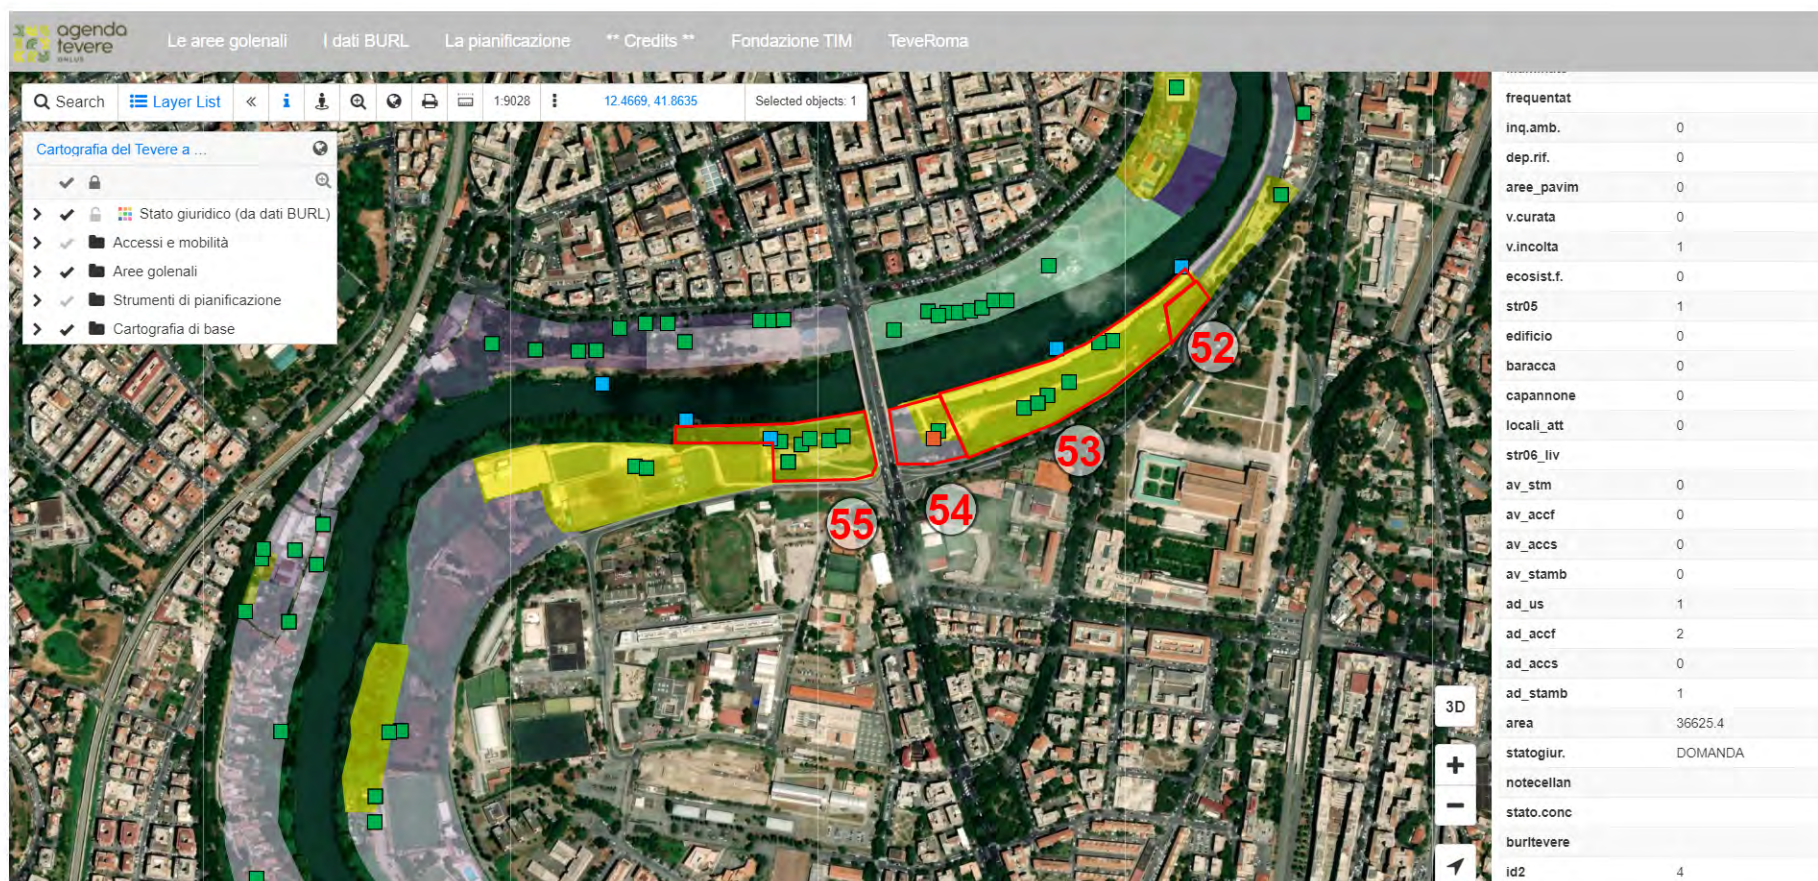 agenda
tevere
ONLUS
Le aree golenali
I dati BURL
La pianificazione
** Credits **
Fondazione TIM
TeveRoma
Search
Layer List
«
i
1:9028
12.4669, 41.8635
Selected objects: 1
Cartografia del Tevere a ...
Stato giuridico (da dati BURL)
Accessi e mobilità
Aree golenali
Strumenti di pianificazione
Cartografia di base
52
53
54
55
3D
+
−
frequentat
inq.amb. 0
dep.rif. 0
aree_pavim 0
v.curata 0
v.incolta 1
ecosist.f. 0
str05 1
edificio 0
baracca 0
capannone 0
locali_att 0
str06_liv
av_stm 0
av_accf 0
av_accs 0
av_stamb 0
ad_us 1
ad_accf 2
ad_accs 0
ad_stamb 1
area 36625.4
statogiur. DOMANDA
notecellan
stato.conc
burltevere
id2 4